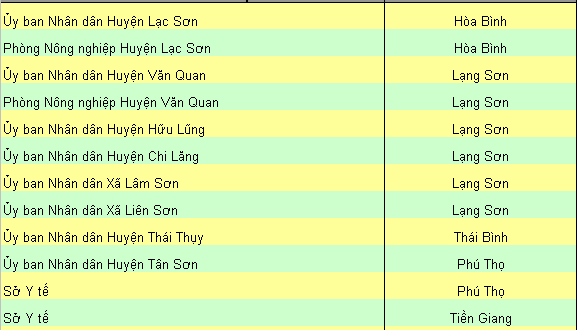 Ủy ban Nhân dân Huyện Lạc Sơn Hòa Bình
Phòng Nông nghiệp Huyện Lạc Sơn Hòa Bình
Ủy ban Nhân dân Huyện Văn Quan Lạng Sơn
Phòng Nông nghiệp Huyện Văn Quan Lạng Sơn
Ủy ban Nhân dân Huyện Hữu Lũng Lạng Sơn
Ủy ban Nhân dân Huyện Chi Lăng Lạng Sơn
Ủy ban Nhân dân Xã Lâm Sơn Lạng Sơn
Ủy ban Nhân dân Xã Liên Sơn Lạng Sơn
Ủy ban Nhân dân Huyện Thái Thụy Thái Bình
Ủy ban Nhân dân Huyện Tân Sơn Phú Thọ
Sở Y tế Phú Thọ
Sở Y tế Tiền Giang